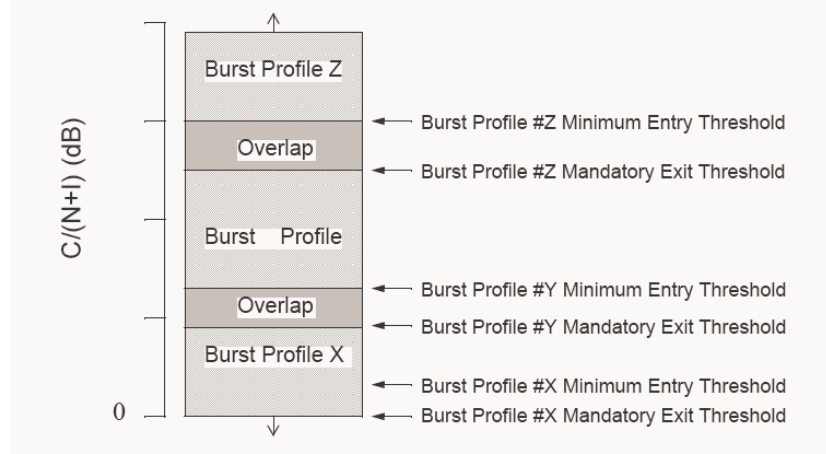 C/(N+I) (dB)
Burst Profile Z
Burst Profile #Z Minimum Entry Threshold
Overlap
Burst Profile #Z Mandatory Exit Threshold
Burst Profile
Burst Profile #Y Minimum Entry Threshold
Overlap
Burst Profile #Y Mandatory Exit Threshold
Burst Profile X
Burst Profile #X Minimum Entry Threshold
0
Burst Profile #X Mandatory Exit Threshold